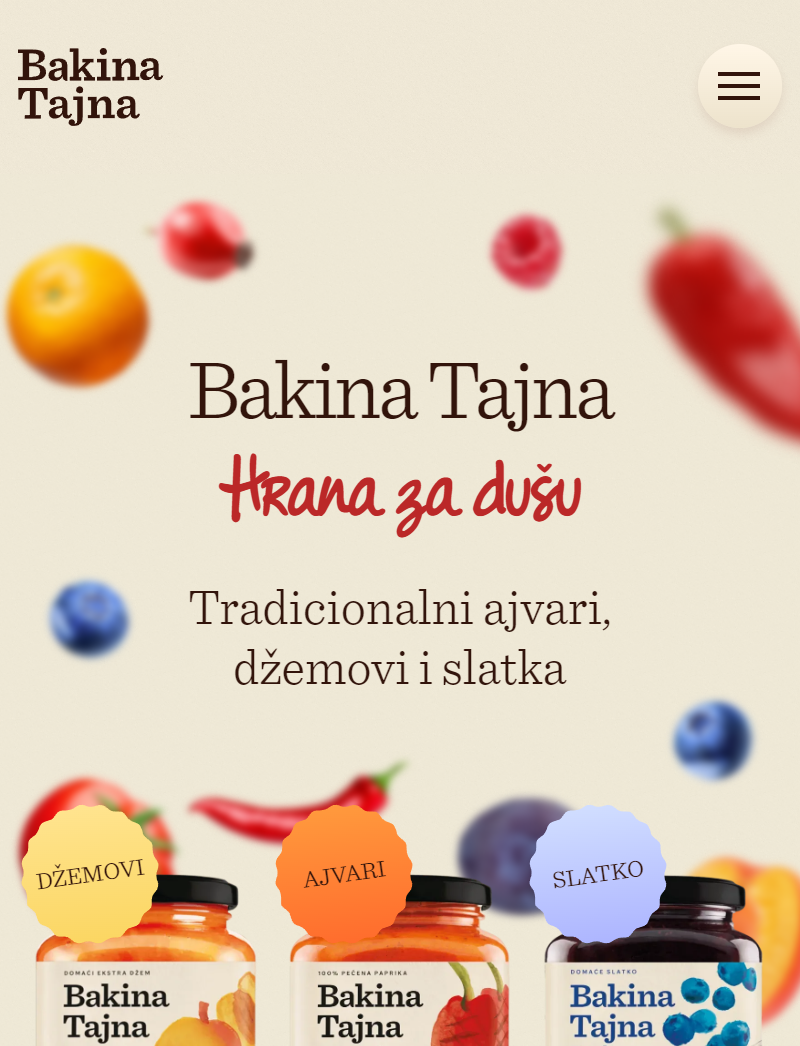 Bakina
Tajna
Bakina Tajna
Hrana za dušu
Tradicionalni ajvari,
džemovi i slatka
DŽEMOVI
AJVARI
SLATKO
DOMAĆI EKSTRA DŽEM
Bakina
Tajna
100% PEČENA PAPRIKA
Bakina
Tajna
DOMAĆE SLATKO
Bakina
Tajna